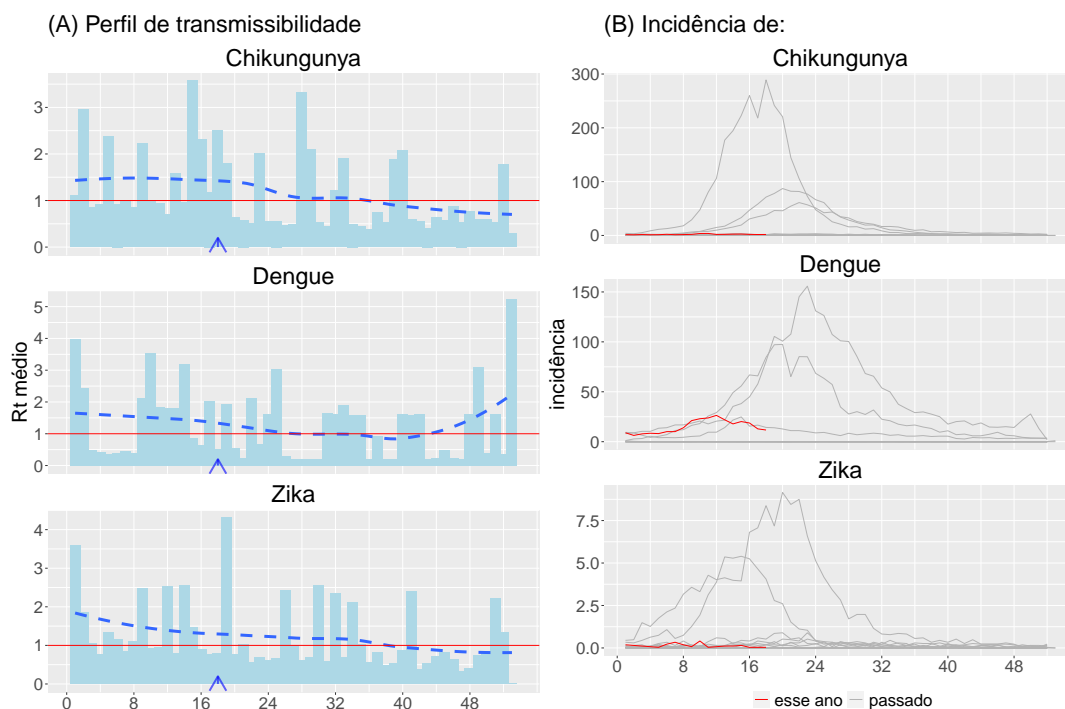 (A) Perfil de transmissibilidade
Chikungunya
3
2
1
0
Dengue
5
4
3
2
1
0
Zika
4
3
2
1
0
0 8 16 24 32 40 48
Rt médio
(B) Incidência de:
Chikungunya
300
200
100
0
Dengue
150
100
50
0
Zika
7.5
5.0
2.5
0.0
0 8 16 24 32 40 48
incidência
esse ano passado